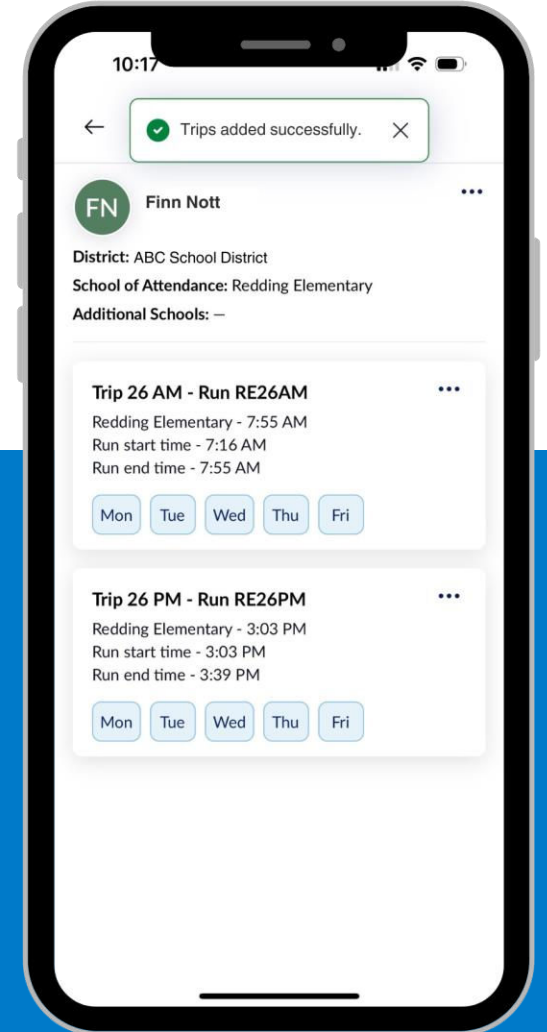 10:17
Trips added successfully.
FN
Finn Nott
District: ABC School District
School of Attendance: Redding Elementary
Additional Schools: —
Trip 26 AM - Run RE26AM
Redding Elementary - 7:55 AM
Run start time - 7:16 AM
Run end time - 7:55 AM
Mon Tue Wed Thu Fri
Trip 26 PM - Run RE26PM
Redding Elementary - 3:03 PM
Run start time - 3:03 PM
Run end time - 3:39 PM
Mon Tue Wed Thu Fri